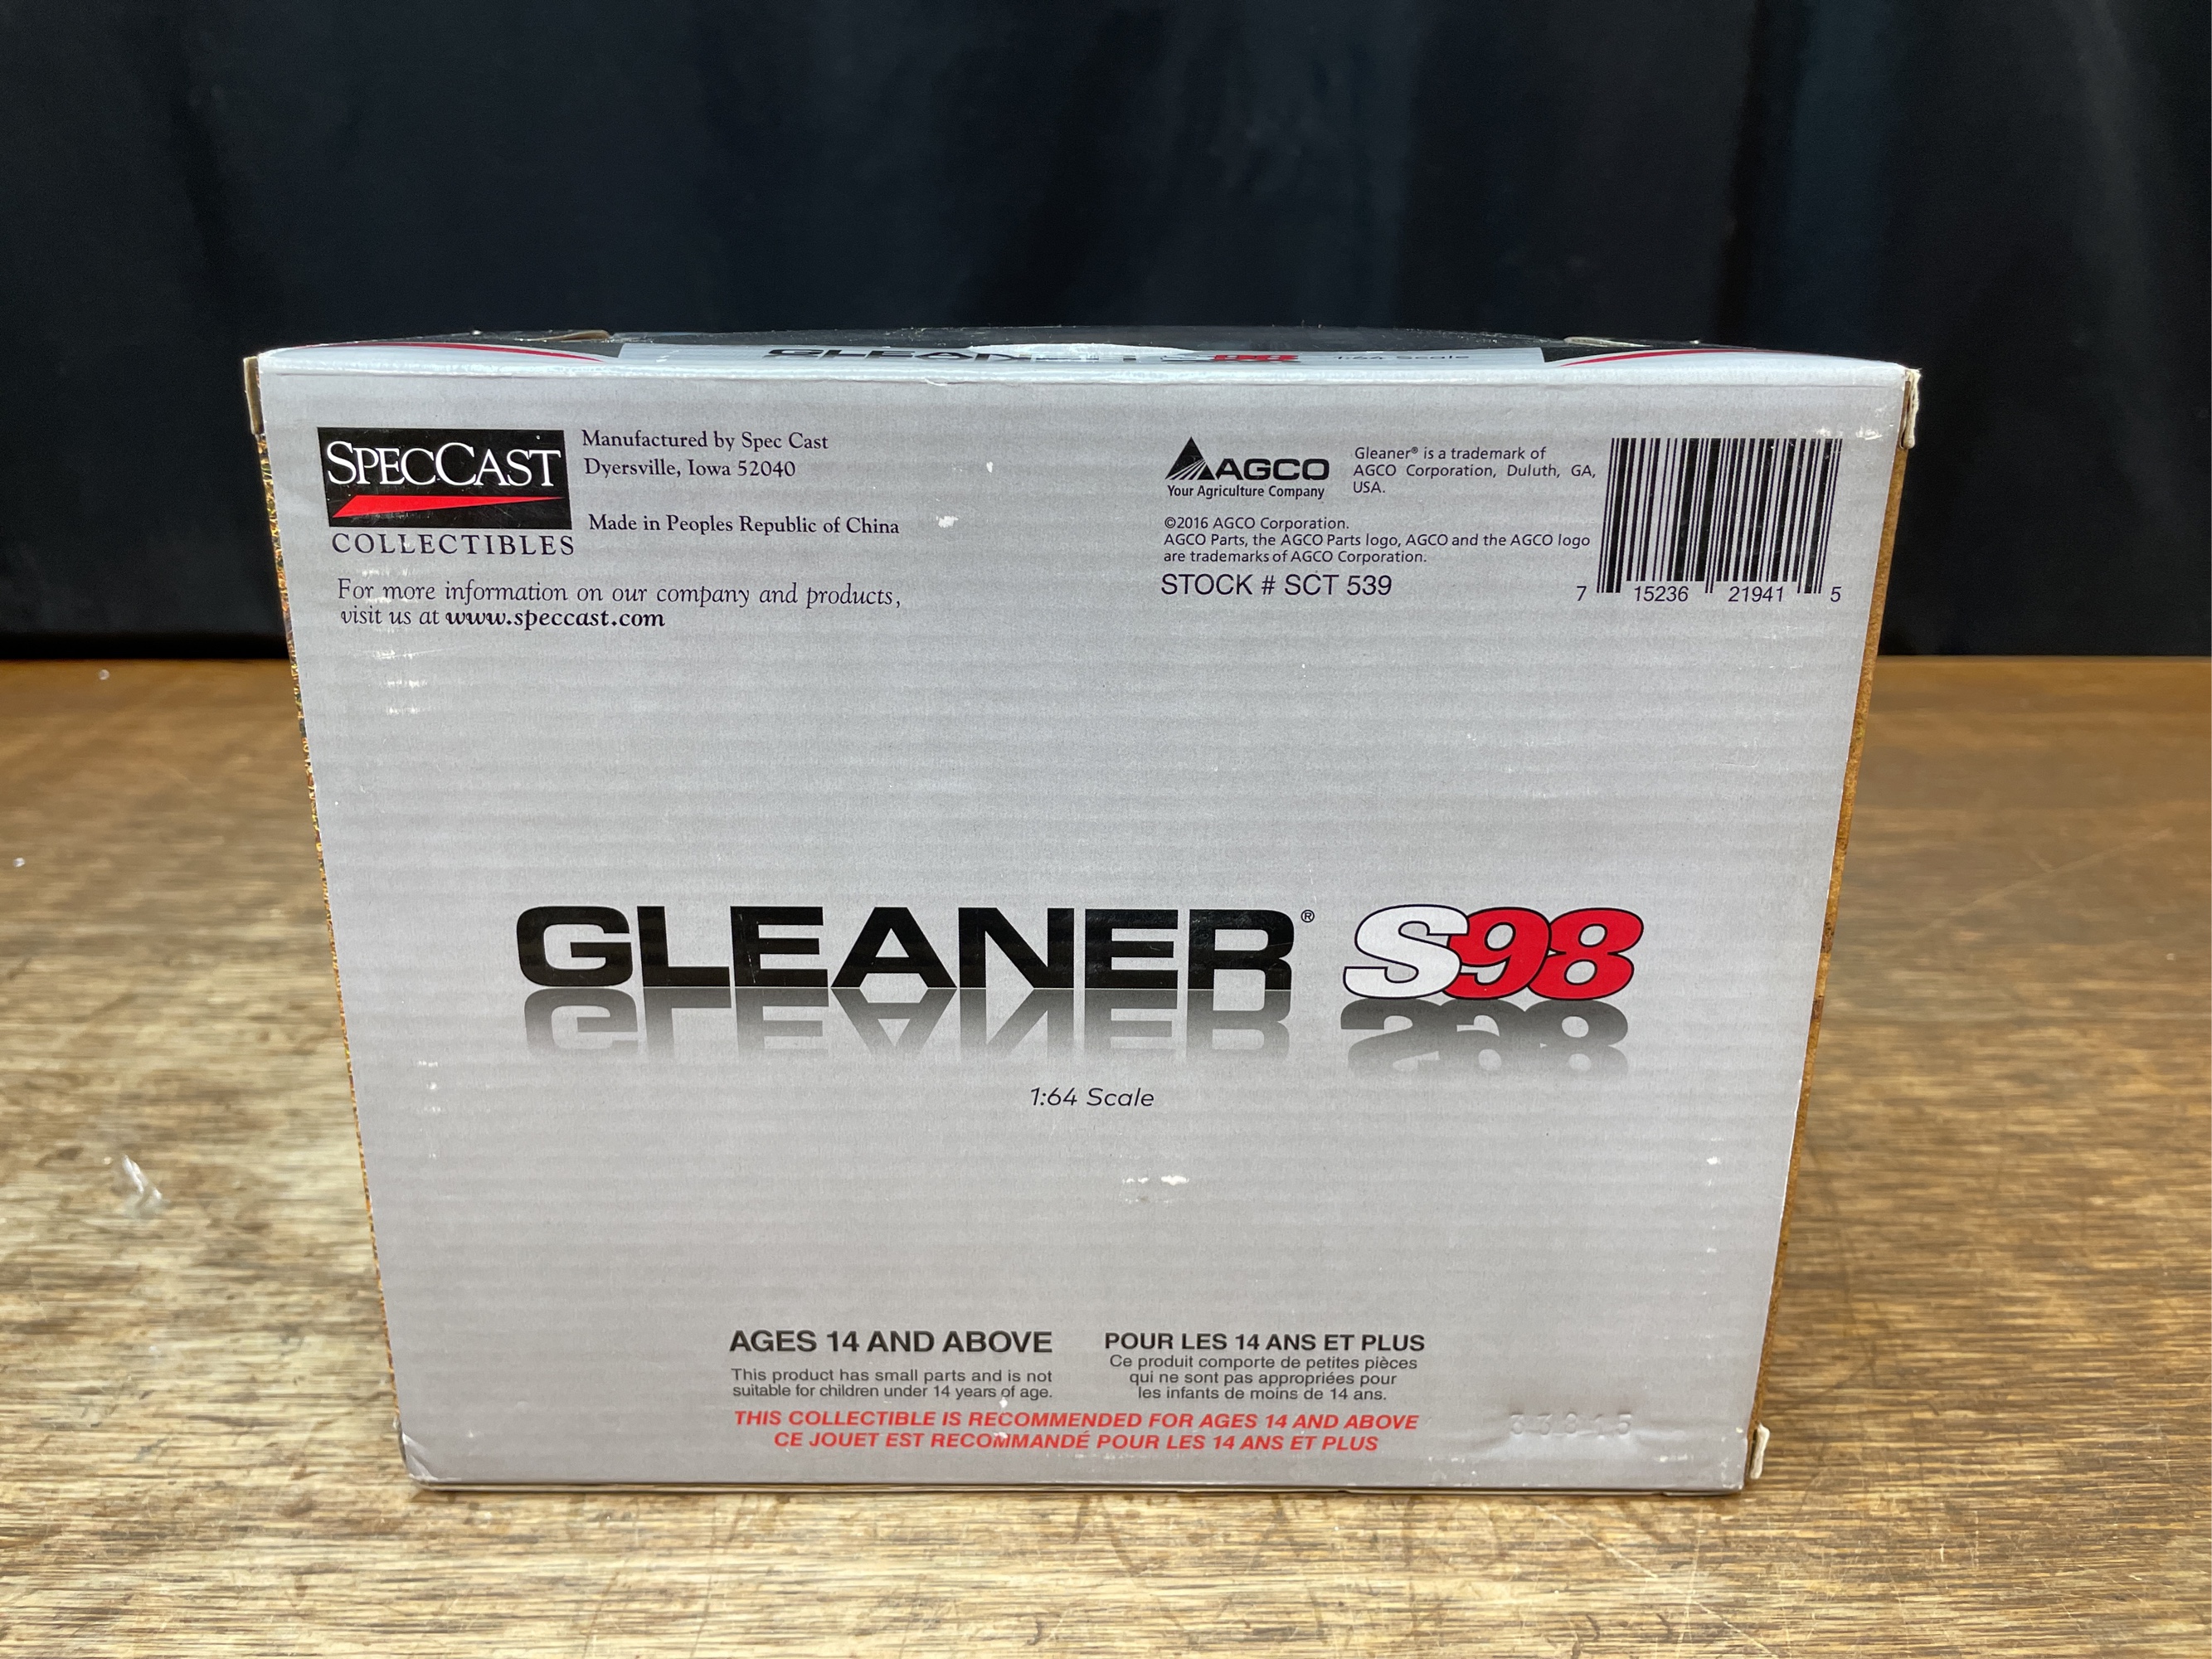 GLEANER S98 1:64 Scale
SPECCAST
COLLECTIBLES
Manufactured by Spec Cast
Dyersville, Iowa 52040
Made in Peoples Republic of China
For more information on our company and products,
visit us at www.speccast.com
AGCO
Your Agriculture Company
Gleaner® is a trademark of
AGCO Corporation, Duluth, GA,
USA.
©2016 AGCO Corporation.
AGCO Parts, the AGCO Parts logo, AGCO and the AGCO logo
are trademarks of AGCO Corporation.
STOCK # SCT 539
7 15236 21941 5
GLEANER® S98
1:64 Scale
AGES 14 AND ABOVE
This product has small parts and is not
suitable for children under 14 years of age.
POUR LES 14 ANS ET PLUS
Ce produit comporte de petites pièces
qui ne sont pas appropriées pour
les infants de moins de 14 ans.
THIS COLLECTIBLE IS RECOMMENDED FOR AGES 14 AND ABOVE
CE JOUET EST RECOMMANDÉ POUR LES 14 ANS ET PLUS